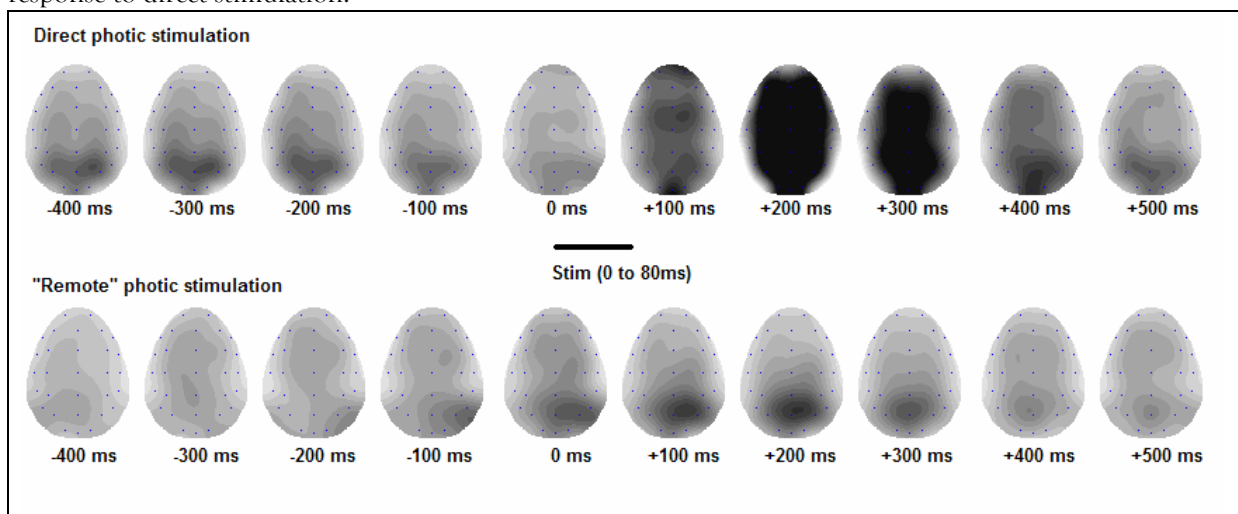 response to direct stimulation.
Direct photic stimulation
-400 ms -300 ms -200 ms -100 ms 0 ms +100 ms +200 ms +300 ms +400 ms +500 ms
Stim (0 to 80ms)
"Remote" photic stimulation
-400 ms -300 ms -200 ms -100 ms 0 ms +100 ms +200 ms +300 ms +400 ms +500 ms